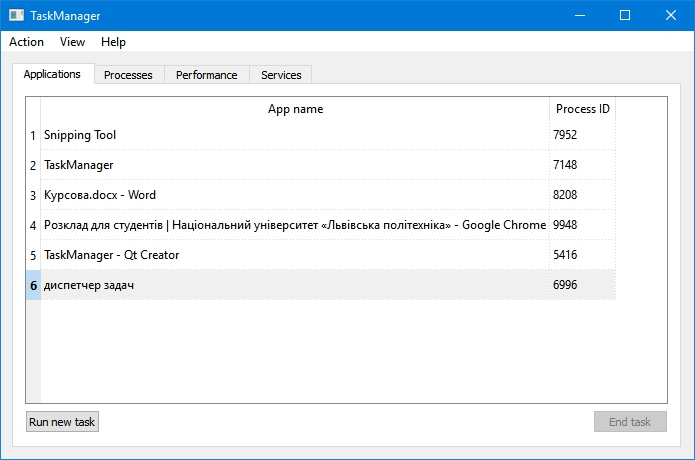 TaskManager
Action View Help
Applications Processes Performance Services
App name Process ID
1 Snipping Tool 7952
2 TaskManager 7148
3 Курсова.docx - Word 8208
4 Розклад для студентів | Національний університет «Львівська політехніка» - Google Chrome 9948
5 TaskManager - Qt Creator 5416
6 диспетчер задач 6996
Run new task End task